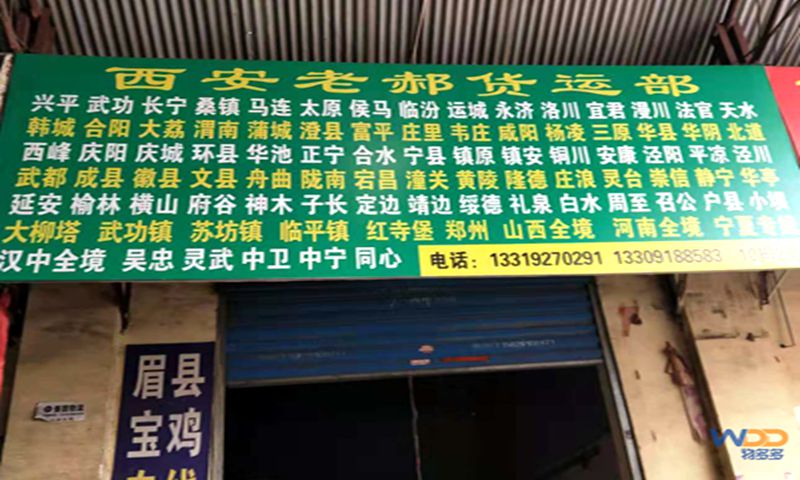 西安老郝货运部
兴平 武功 长宁 桑镇 马连 太原 侯马 临汾 运城 永济 洛川 宜君 漫川 法官 天水
韩城 合阳 大荔 渭南 蒲城 澄县 富平 庄里 韦庄 咸阳 杨凌 三原 华县 华阴 北道
西峰 庆阳 庆城 环县 华池 正宁 合水 宁县 镇原 镇安 铜川 安康 泾阳 平凉 泾川
武都 成县 徽县 文县 舟曲 陇南 宕昌 潼关 黄陵 隆德 庄浪 灵台 崇信 静宁 华亭
延安 榆林 横山 府谷 神木 子长 定边 靖边 绥德 礼泉 白水 周至 召公 户县 小堰
大柳塔 武功镇 苏坊镇 临平镇 红寺堡 郑州 山西全境 河南全境 宁夏专线
汉中全境 吴忠 灵武 中卫 中宁 同心
电话：13319270291 13309188583
眉县
宝鸡
专线
WDD
物多多